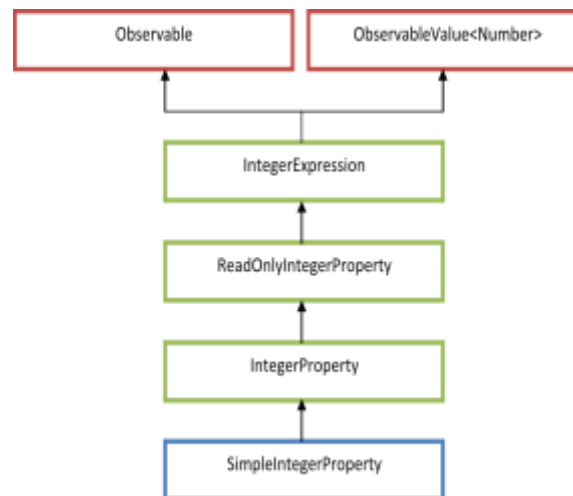 Observable
ObservableValue<Number>
IntegerExpression
ReadOnlyIntegerProperty
IntegerProperty
SimpleIntegerProperty